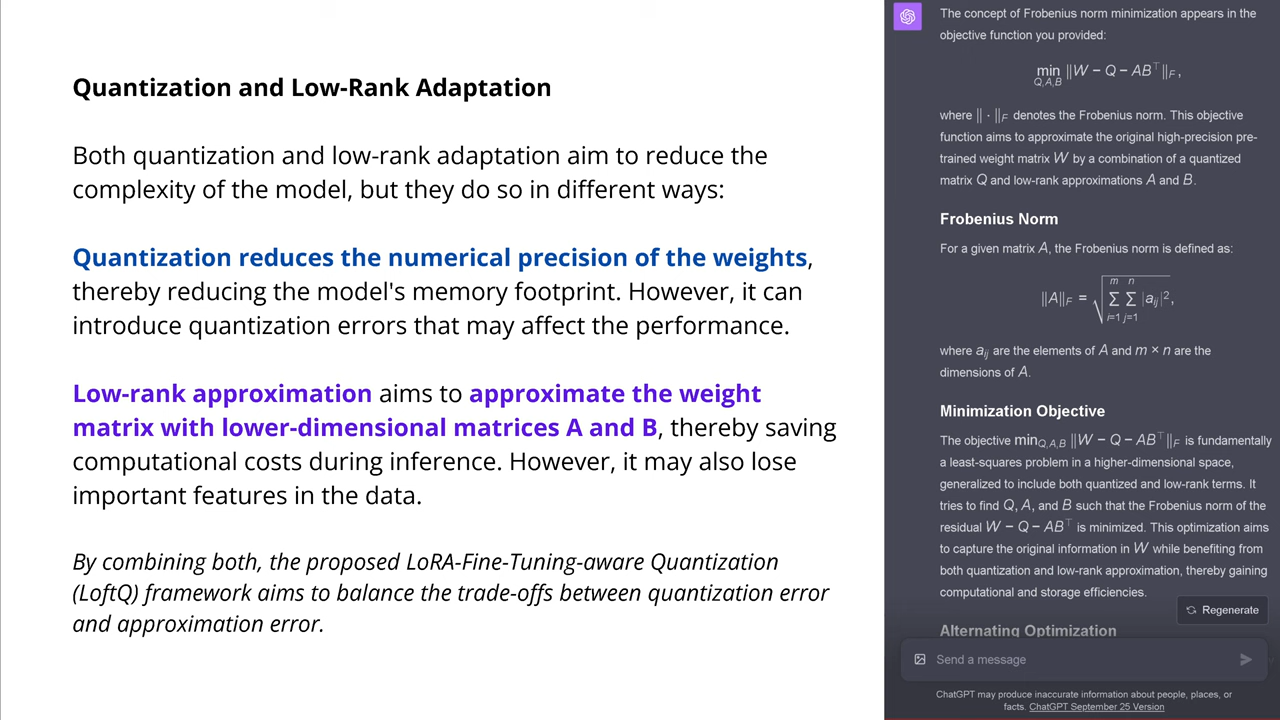 Quantization and Low-Rank Adaptation
Both quantization and low-rank adaptation aim to reduce the
complexity of the model, but they do so in different ways:
Quantization reduces the numerical precision of the weights,
thereby reducing the model's memory footprint. However, it can
introduce quantization errors that may affect the performance.
Low-rank approximation aims to approximate the weight
matrix with lower-dimensional matrices A and B, thereby saving
computational costs during inference. However, it may also lose
important features in the data.
By combining both, the proposed LoRA-Fine-Tuning-aware Quantization
(LoftQ) framework aims to balance the trade-offs between quantization error
and approximation error.
The concept of Frobenius norm minimization appears in the
objective function you provided:
min ‖W − Q − AB⊤‖F,
Q,A,B
where ‖ · ‖F denotes the Frobenius norm. This objective
function aims to approximate the original high-precision pre-
trained weight matrix W by a combination of a quantized
matrix Q and low-rank approximations A and B.
Frobenius Norm
For a given matrix A, the Frobenius norm is defined as:
m n
‖A‖F = √ ∑ ∑ |aij|²,
i=1 j=1
where aij are the elements of A and m × n are the
dimensions of A.
Minimization Objective
The objective minQ,A,B ‖W − Q − AB⊤‖F is fundamentally
a least-squares problem in a higher-dimensional space,
generalized to include both quantized and low-rank terms. It
tries to find Q, A, and B such that the Frobenius norm of the
residual W − Q − AB⊤ is minimized. This optimization aims
to capture the original information in W while benefiting from
both quantization and low-rank approximation, thereby gaining
computational and storage efficiencies.
Regenerate
Alternating Optimization
Send a message
ChatGPT may produce inaccurate information about people, places, or
facts. ChatGPT September 25 Version